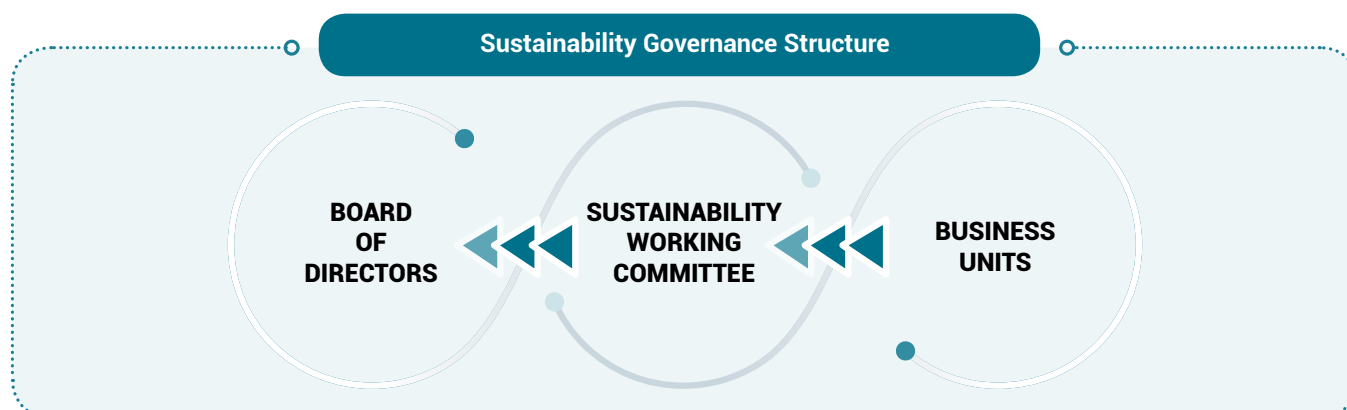 Sustainability Governance Structure
BOARD
OF
DIRECTORS
SUSTAINABILITY
WORKING
COMMITTEE
BUSINESS
UNITS